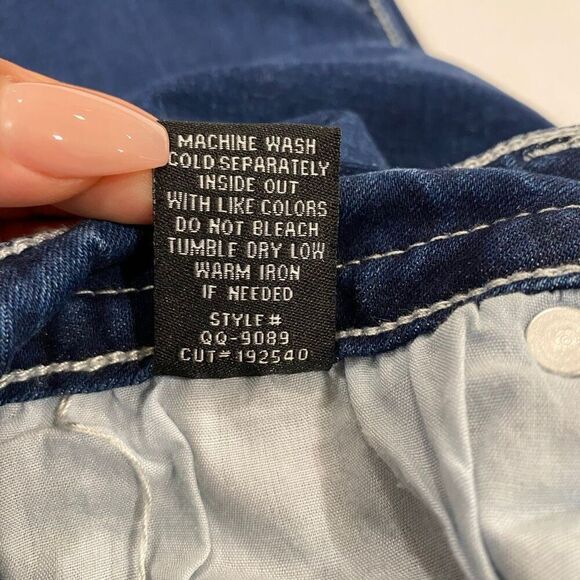 MACHINE WASH
COLD SEPARATELY
INSIDE OUT
WITH LIKE COLORS
DO NOT BLEACH
TUMBLE DRY LOW
WARM IRON
IF NEEDED
STYLE#
QQ-9089
CUT# 192540